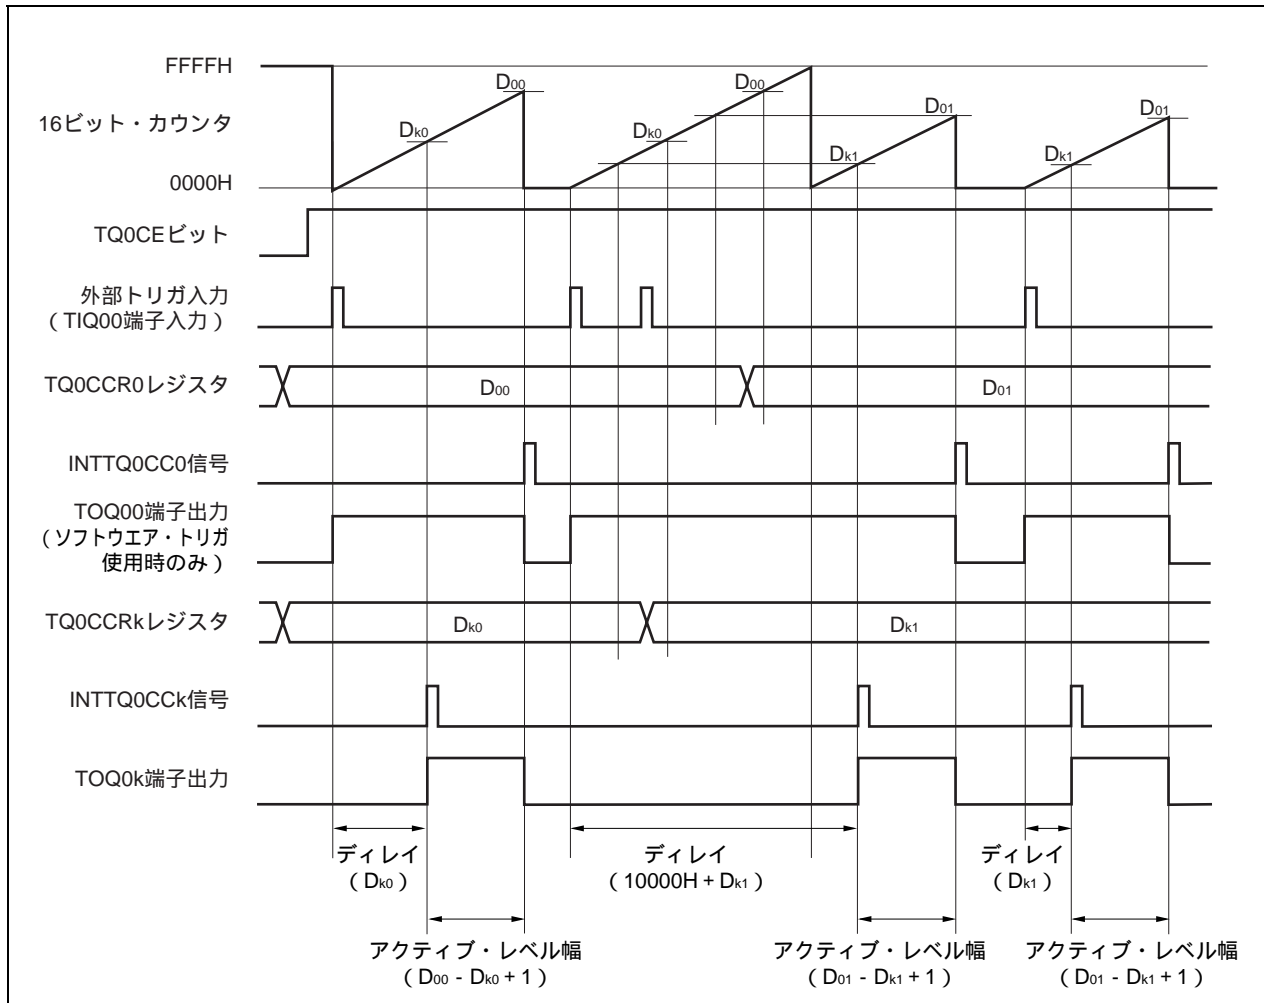 FFFFH
16ビット・カウンタ
0000H
D00
Dk0
D00
Dk0
D01
Dk1
D01
Dk1
TQ0CEビット
外部トリガ入力
(TIQ00端子入力)
TQ0CCR0レジスタ
D00
D01
INTTQ0CC0信号
TOQ00端子出力
(ソフトウエア・トリガ
使用時のみ)
TQ0CCRkレジスタ
Dk0
Dk1
INTTQ0CCk信号
TOQ0k端子出力
ディレイ
(Dk0)
ディレイ
(10000H + Dk1)
ディレイ
(Dk1)
アクティブ・レベル幅
(D00 - Dk0 + 1)
アクティブ・レベル幅
(D01 - Dk1 + 1)
アクティブ・レベル幅
(D01 - Dk1 + 1)